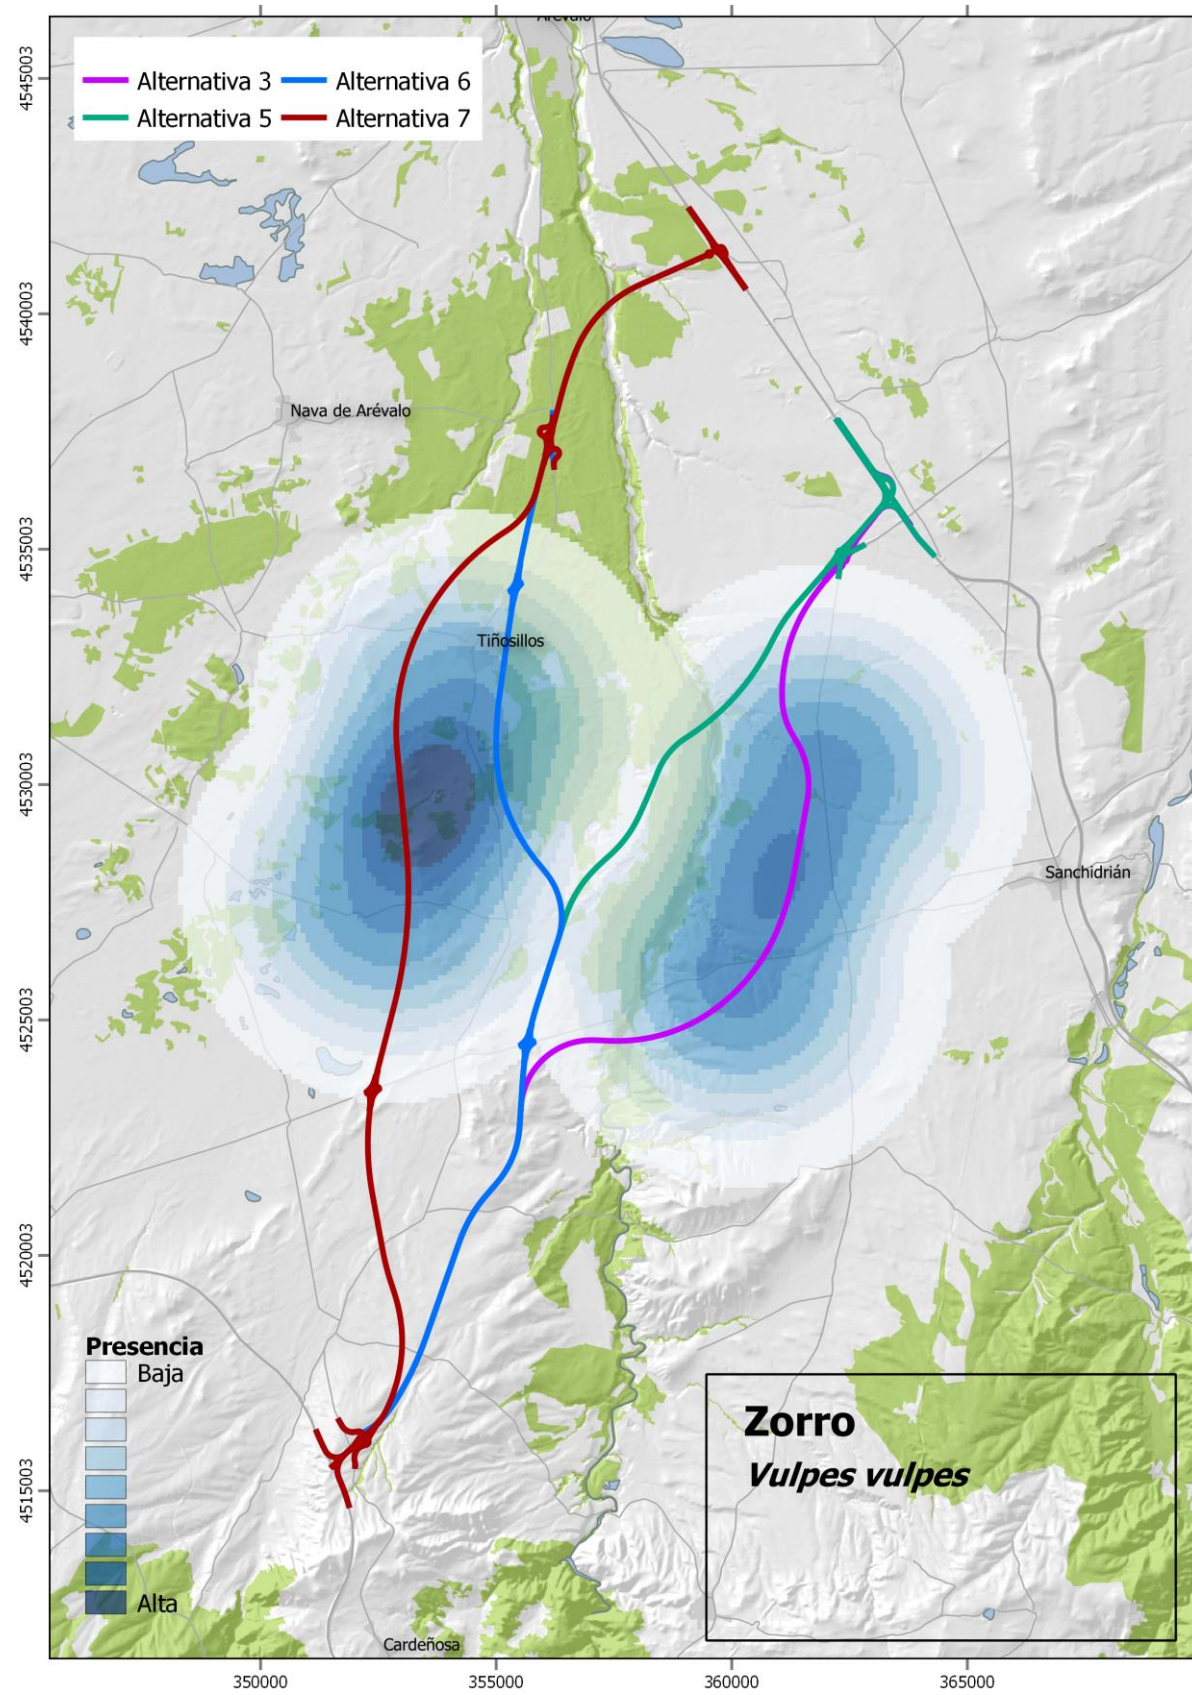 Arévalo
4545003
Alternativa 3
Alternativa 6
Alternativa 5
Alternativa 7
4540003
Nava de Arévalo
4535003
Tiñosillos
4530003
Sanchidrián
4525003
4520003
Presencia
Baja
Alta
4515003
Zorro
Vulpes vulpes
Cardeñosa
350000
355000
360000
365000